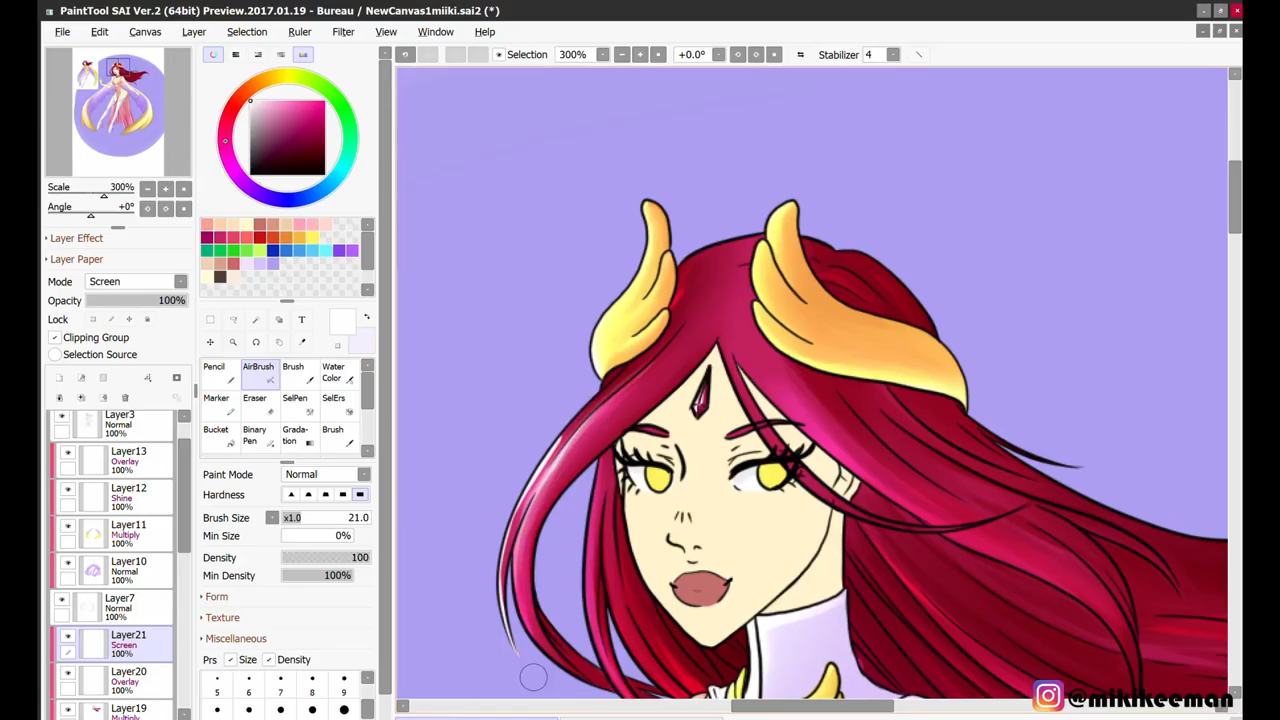 PaintTool SAI Ver.2 (64bit) Preview.2017.01.19 - Bureau / NewCanvas1miiki.sai2 (*)
File Edit Canvas Layer Selection Ruler Filter View Window Help
Selection 300% +0.0° Stabilizer 4
Scale 300%
Angle +0°
Layer Effect
Layer Paper
Mode Screen
Opacity 100%
Lock
Clipping Group
Selection Source
Layer3
Normal
100%
Layer13
Overlay
100%
Layer12
Shine
100%
Layer11
Multiply
100%
Layer10
Normal
100%
Layer7
Normal
100%
Layer21
Screen
100%
Layer20
Overlay
100%
Layer19
Multiply
T
Pencil AirBrush Brush Water Color
Marker Eraser SelPen SelErs
Bucket Binary Pen Grada-tion Brush
Paint Mode Normal
Hardness
Brush Size x1.0 21.0
Min Size 0%
Density 100
Min Density 100%
Form
Texture
Miscellaneous
Prs Size Density
5 6 7 8 9
@mikikeeman